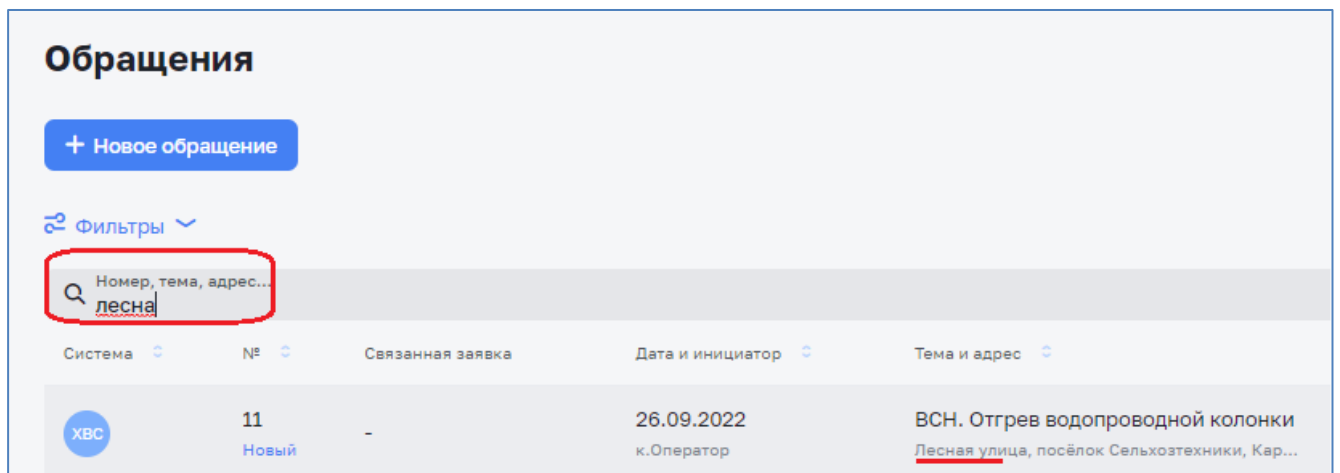 Обращения
+ Новое обращение
Фильтры
Номер, тема, адрес...
лесна
Система № Связанная заявка Дата и инициатор Тема и адрес
ХВС 11 - 26.09.2022 ВСН. Отгрев водопроводной колонки
Новый к.Оператор Лесная улица, посёлок Сельхозтехники, Кар...